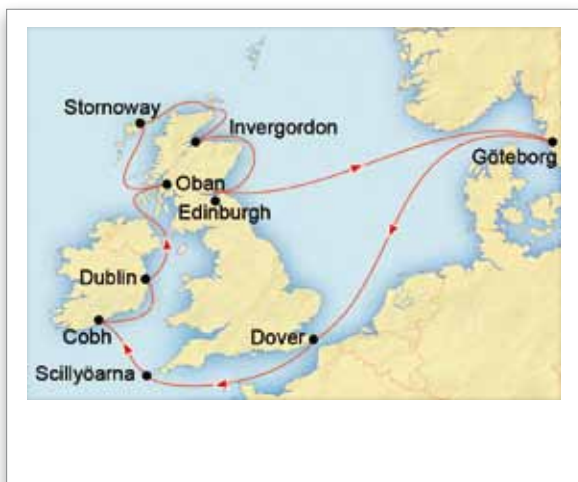 Stornoway
Invergordon
Göteborg
Oban
Edinburgh
Dublin
Cobh
Dover
Scillyöarna